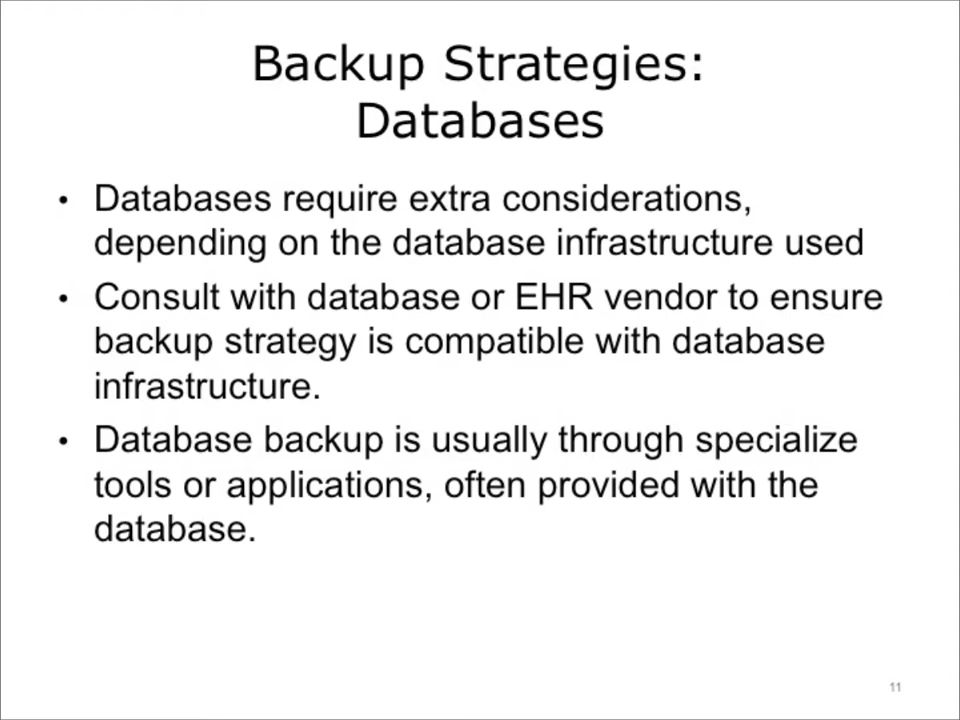 Backup Strategies:
Databases
• Databases require extra considerations,
depending on the database infrastructure used
• Consult with database or EHR vendor to ensure
backup strategy is compatible with database
infrastructure.
• Database backup is usually through specialize
tools or applications, often provided with the
database.
11